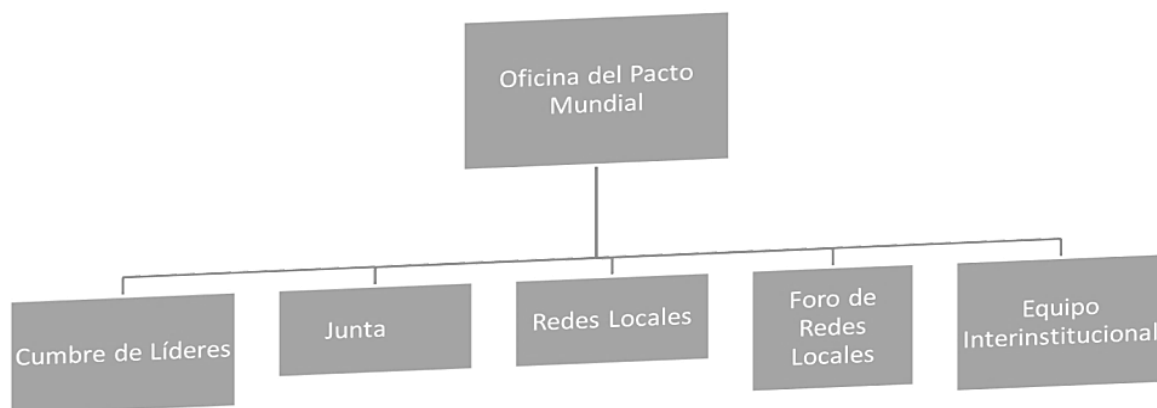 Oficina del Pacto
Mundial
Cumbre de Líderes
Junta
Redes Locales
Foro de
Redes
Locales
Equipo
Interinstitucional